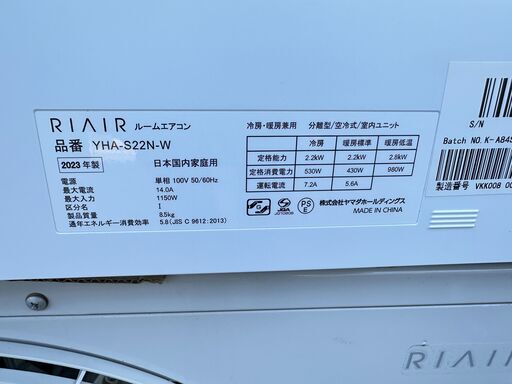 RIAIR ルームエアコン
品番 YHA-S22N-W
2023年製 日本国内家庭用
電源 単相 100V 50/60Hz
最大電流 14.0A
最大入力 1150W
区分名 I
質量 8.5kg
通年エネルギー消費効率 5.8(JIS C 9612:2013)
冷房・暖房兼用 分離型/空冷式/室内ユニット
冷房 暖房標準 暖房低温
定格能力 2.2kW 2.2kW 2.8kW
定格消費電力 530W 430W 980W
運転電流 7.2A 5.6A
PS E
株式会社ヤマダホールディングス
MADE IN CHINA
S/N
Batch NO. K-A84S
製造番号 VKK008
RIAIR